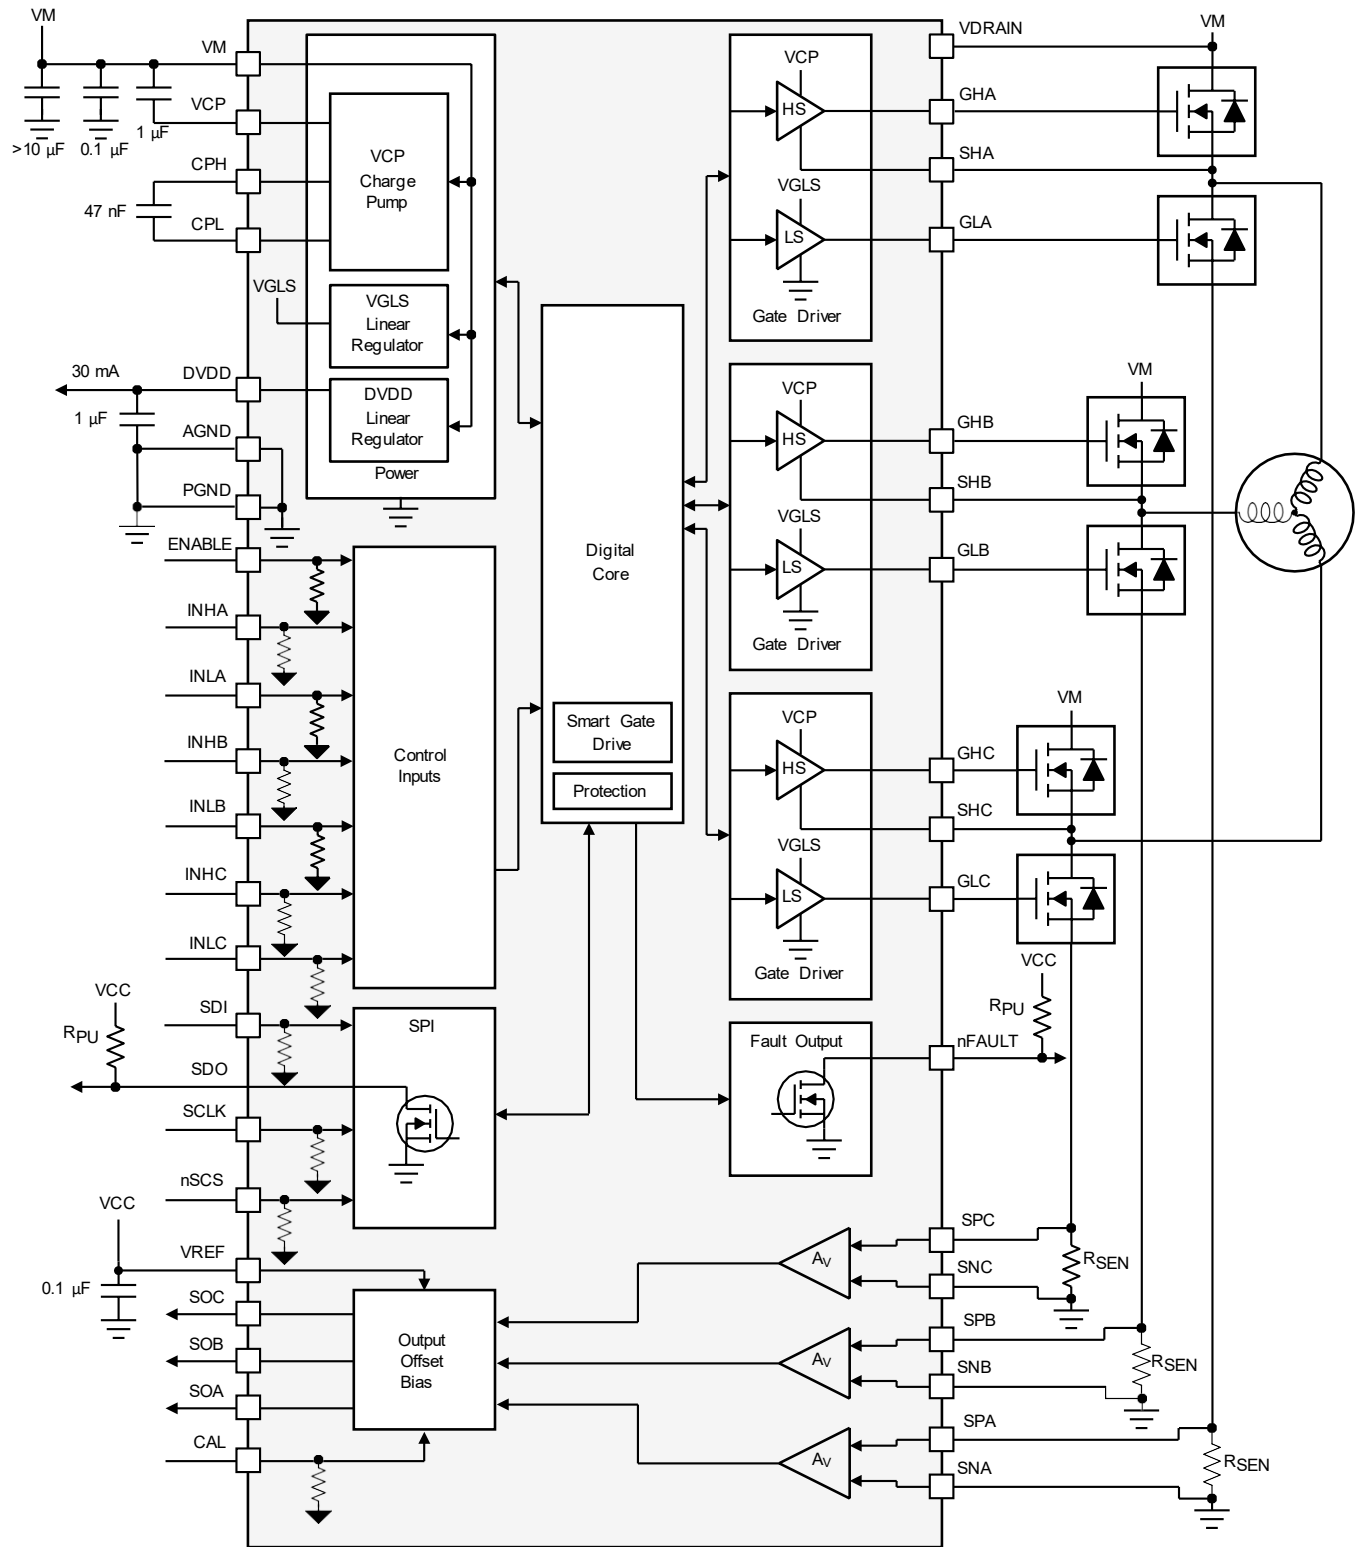 VM
VM
VCP
>10 µF
0.1 µF
1 µF
CPH
47 nF
CPL
VCP
Charge
Pump
VGLS
VGLS
Linear
Regulator
30 mA
DVDD
1 µF
DVDD
Linear
Regulator
AGND
Power
PGND
ENABLE
INHA
INLA
INHB
INLB
INHC
INLC
Control
Inputs
VCC
RPU
SDI
SDO
SCLK
nSCS
SPI
VCC
VREF
0.1 µF
SOC
SOB
SOA
CAL
Output
Offset
Bias
Digital
Core
Smart Gate
Drive
Protection
VCP
HS
VGLS
LS
Gate Driver
VCP
HS
VGLS
LS
Gate Driver
VCP
HS
VGLS
LS
Gate Driver
Fault Output
AV
AV
AV
VDRAIN
VM
GHA
SHA
GLA
VM
GHB
SHB
GLB
VM
GHC
SHC
GLC
VCC
RPU
nFAULT
SPC
SNC
RSEN
SPB
SNB
RSEN
SPA
SNA
RSEN